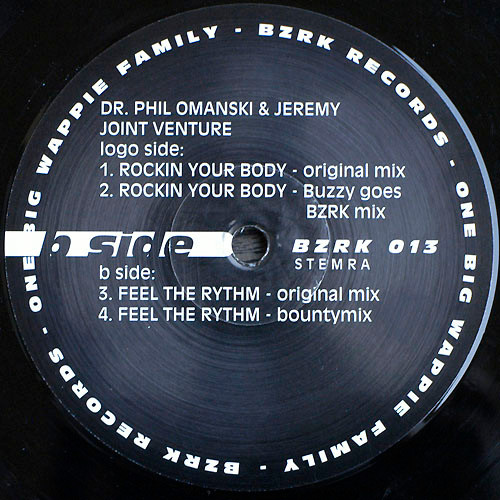 BZRK RECORDS - ONE BIG WAPPIE FAMILY - BZRK RECORDS - ONE BIG WAPPIE FAMILY -
DR. PHIL OMANSKI & JEREMY
JOINT VENTURE
logo side:
1. ROCKIN YOUR BODY - original mix
2. ROCKIN YOUR BODY - Buzzy goes
BZRK mix
b side
BZRK 013
STEMRA
b side:
3. FEEL THE RYTHM - original mix
4. FEEL THE RYTHM - bountymix